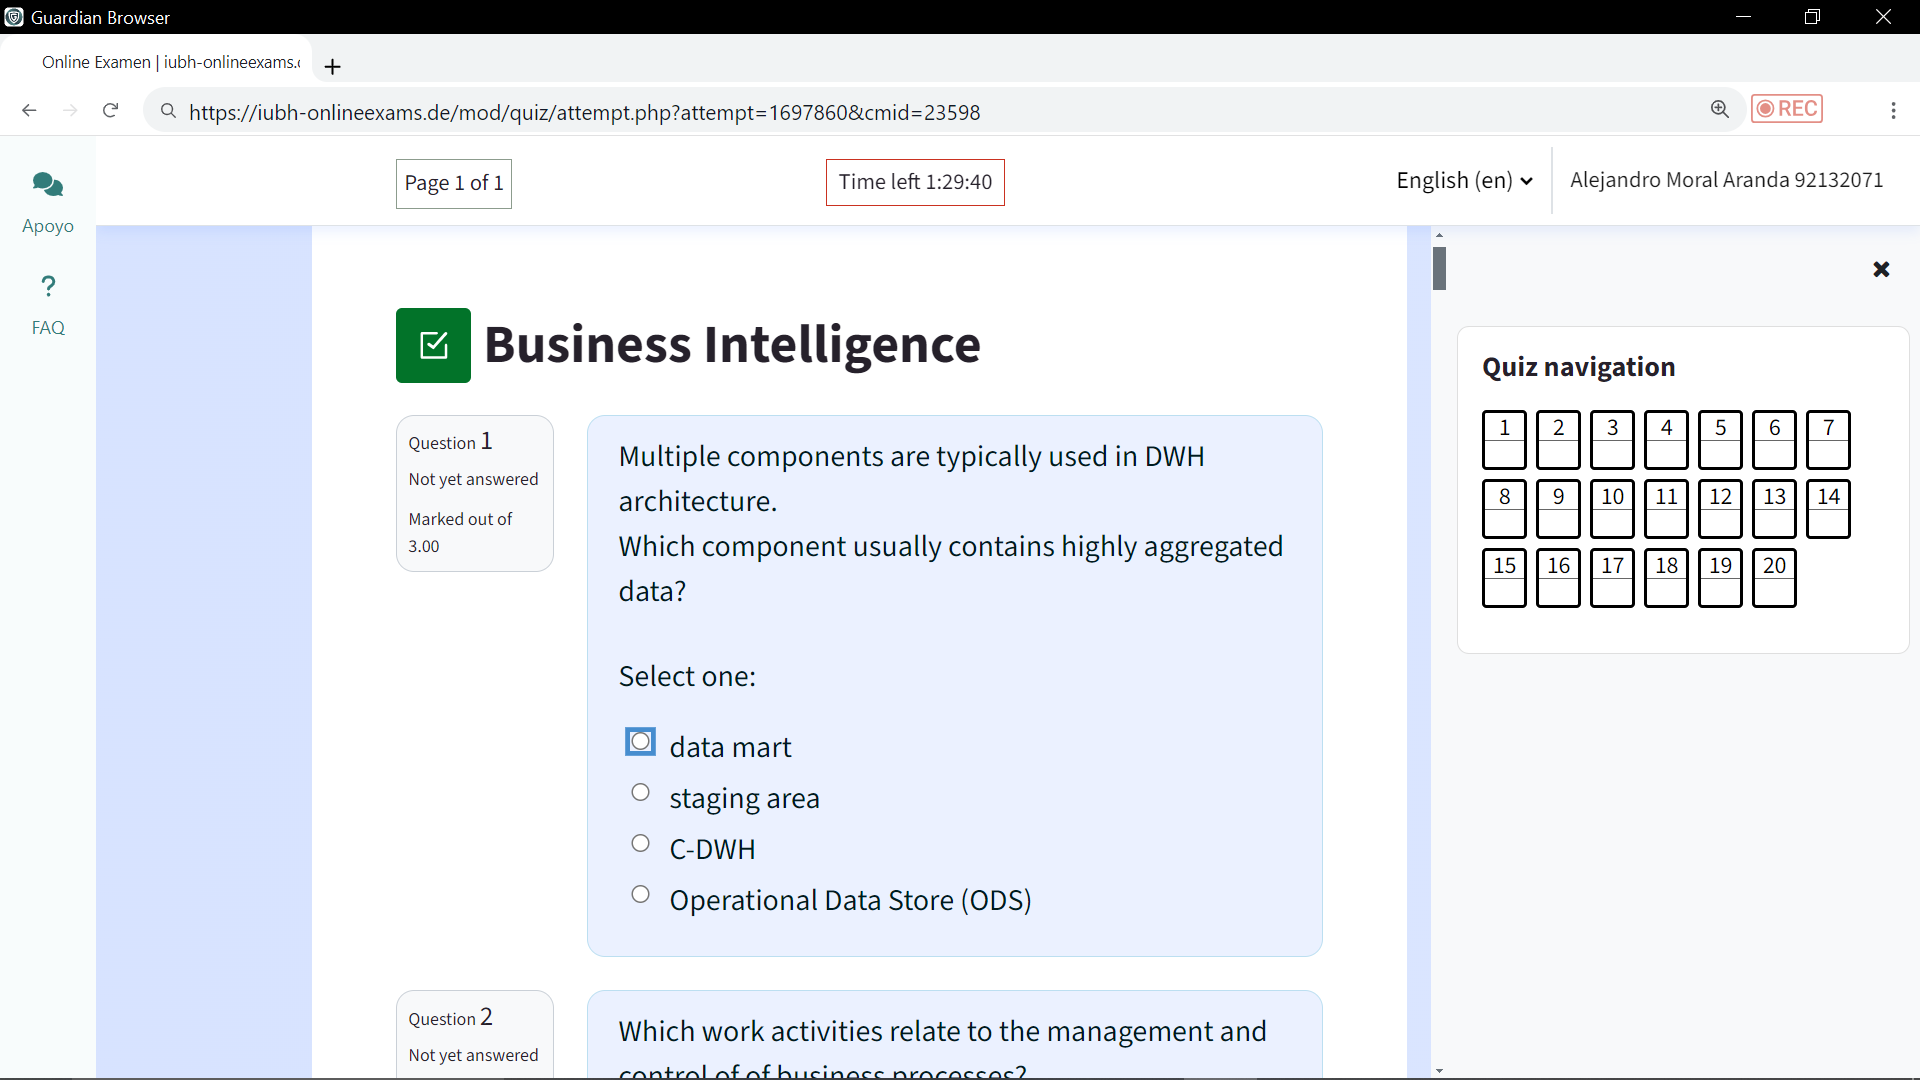 Guardian Browser
Online Examen | iubh-onlineexams.
https://iubh-onlineexams.de/mod/quiz/attempt.php?attempt=1697860&cmid=23598
REC
Page 1 of 1
Time left 1:29:40
English (en)
Alejandro Moral Aranda 92132071
Apoyo
?
FAQ
Business Intelligence
Question 1
Not yet answered
Marked out of
3.00
Multiple components are typically used in DWH
architecture.
Which component usually contains highly aggregated
data?
Select one:
data mart
staging area
C-DWH
Operational Data Store (ODS)
Question 2
Not yet answered
Which work activities relate to the management and
control of of business processes?
Quiz navigation
1 2 3 4 5 6 7
8 9 10 11 12 13 14
15 16 17 18 19 20